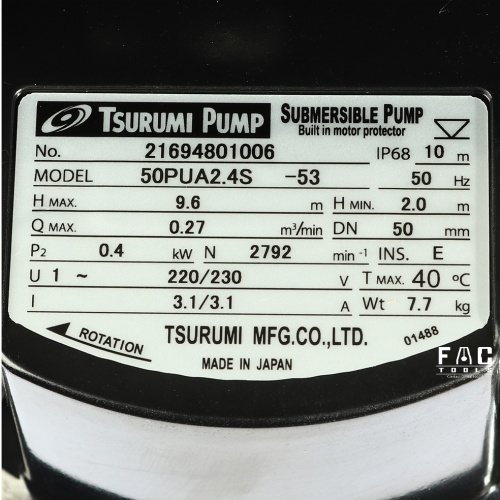 TSURUMI PUMP SUBMERSIBLE PUMP
Built in motor protector
No. 21694801006 IP68 10 m
MODEL 50PUA2.4S -53 50 Hz
H MAX. 9.6 m H MIN. 2.0 m
Q MAX. 0.27 m³/min DN 50 mm
P2 0.4 kW N 2792 min -1 INS. E
U 1 ~ 220/230 V T MAX. 40 °C
I 3.1/3.1 A Wt 7.7 kg
ROTATION TSURUMI MFG.CO.,LTD. 01488
MADE IN JAPAN
FAC
TOOLS